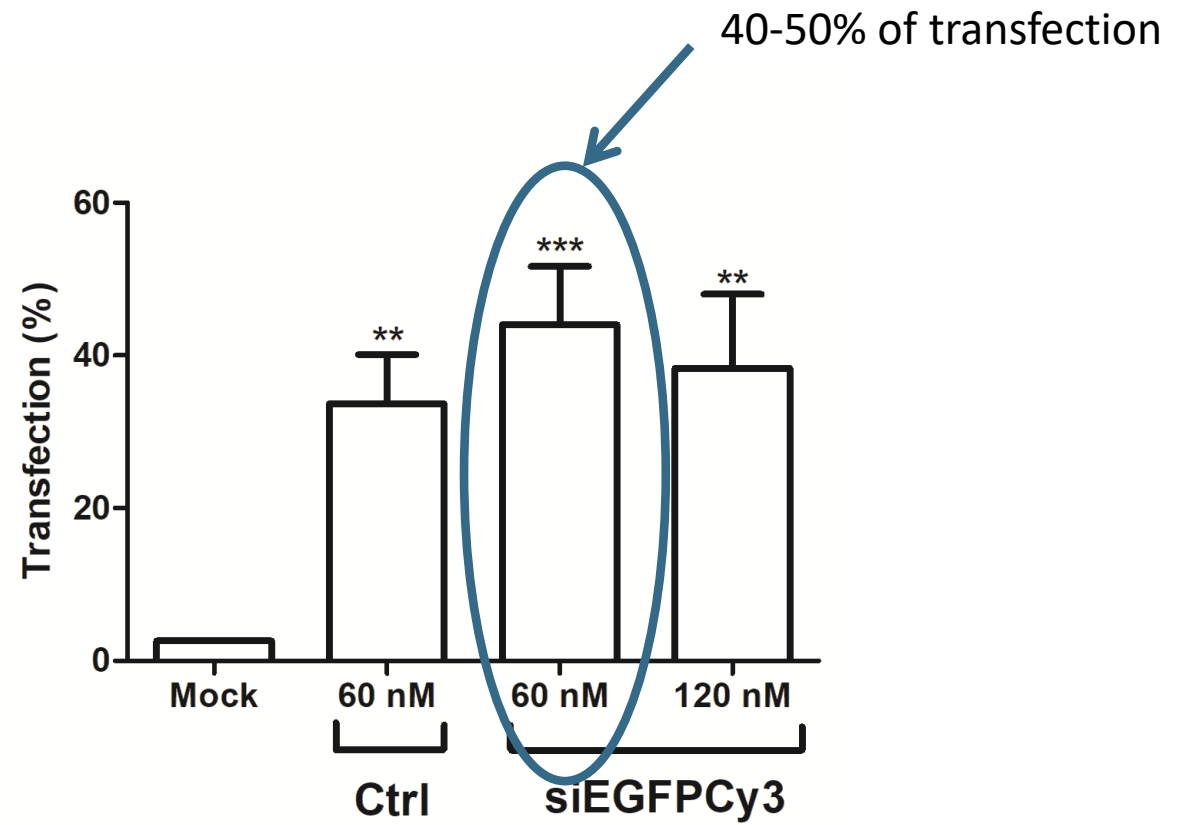 40-50% of transfection
60
40
20
0
Transfection (%)
**
***
**
Mock
60 nM
60 nM
120 nM
Ctrl
siEGFPCy3